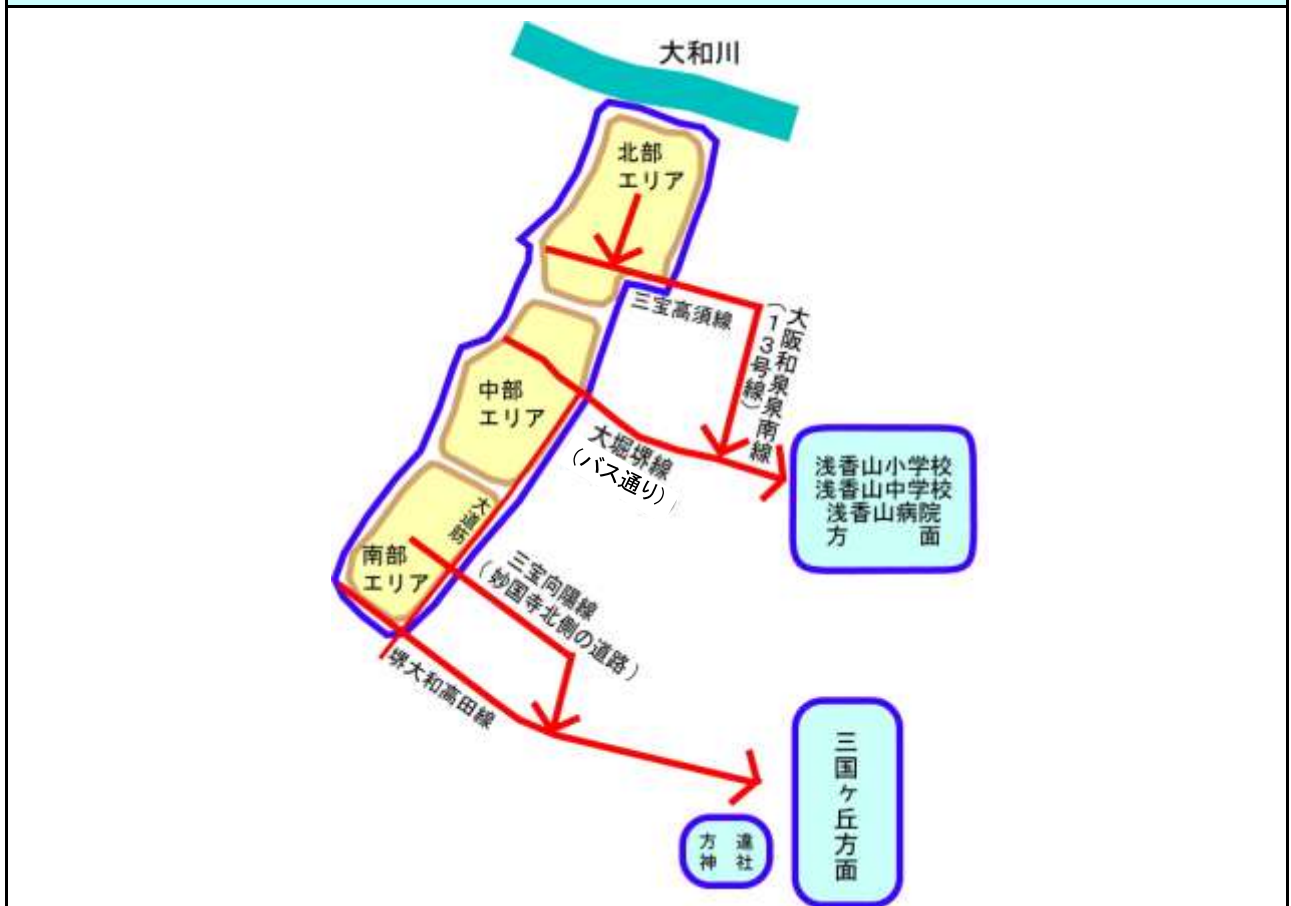 大和川
北部
エリア
三宝高須線
大阪和泉泉南線
（13号線）
中部
エリア
大堀堺線
（バス通り）
浅香山小学校
浅香山中学校
浅香山病院
方　　面
大道筋
南部
エリア
三宝向陽線
（妙国寺北側の道路）
堺大和高田線
三国ヶ丘方面
方　違
神　社